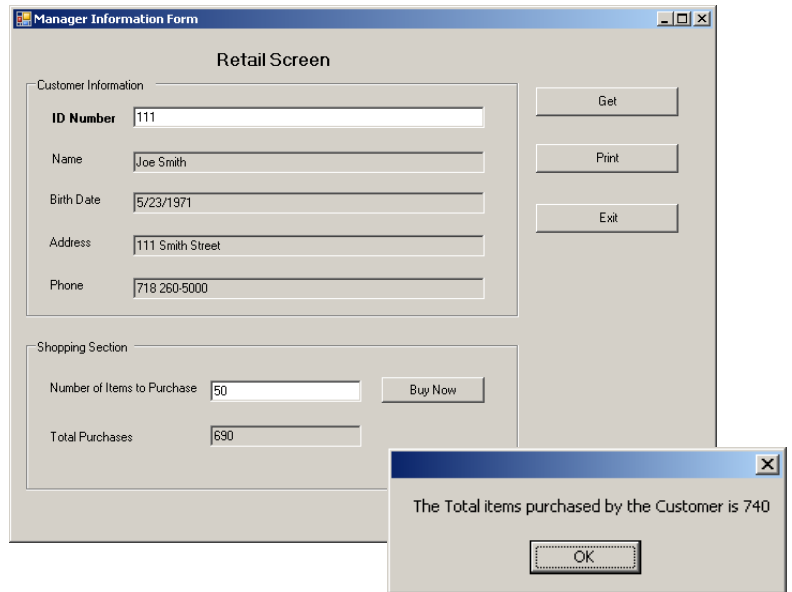 Manager Information Form
Retail Screen
Customer Information
ID Number 111
Get
Name Joe Smith
Print
Birth Date 5/23/1971
Exit
Address 111 Smith Street
Phone 718 260-5000
Shopping Section
Number of Items to Purchase 50 Buy Now
Total Purchases 690
The Total items purchased by the Customer is 740
OK